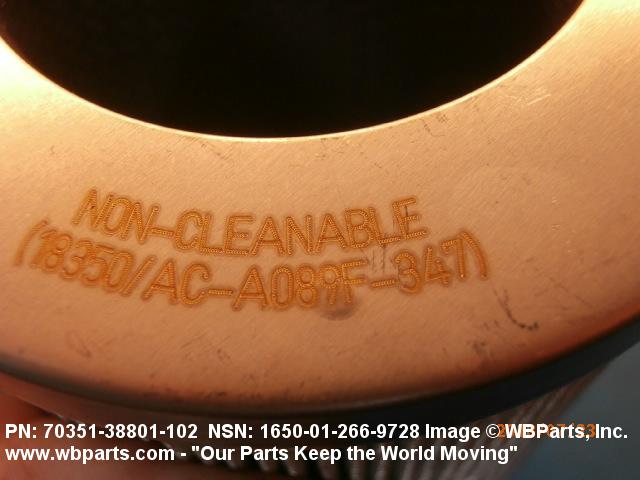 NON-CLEANABLE
(18350/AC-A089F-347)
PN: 70351-38801-102 NSN: 1650-01-266-9728 Image © WBParts, Inc.
www.wbparts.com - "Our Parts Keep the World Moving"